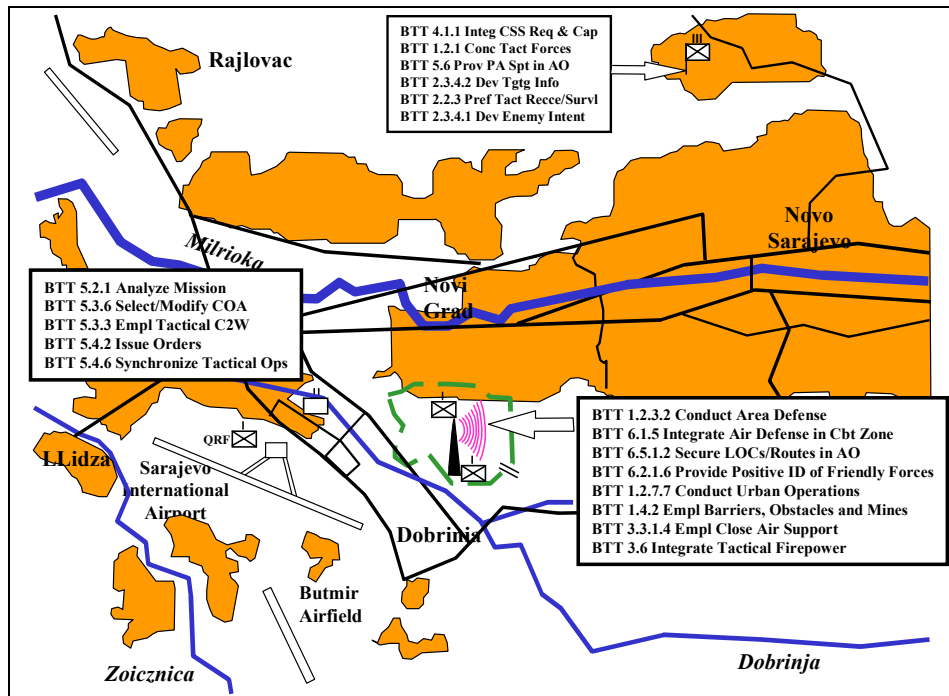 BTT 4.1.1 Integ CSS Req & Cap
BTT 1.2.1 Conc Tact Forces
BTT 5.6 Prov PA Spt in AO
BTT 2.3.4.2 Dev Tgtg Info
BTT 2.2.3 Pref Tact Recce/Survl
BTT 2.3.4.1 Dev Enemy Intent
III
Rajlovac
Novo
Sarajevo
Milrioka
Novi
Grad
BTT 5.2.1 Analyze Mission
BTT 5.3.6 Select/Modify COA
BTT 5.3.3 Empl Tactical C2W
BTT 5.4.2 Issue Orders
BTT 5.4.6 Synchronize Tactical Ops
II
I
I
QRF
I
BTT 1.2.3.2 Conduct Area Defense
BTT 6.1.5 Integrate Air Defense in Cbt Zone
BTT 6.5.1.2 Secure LOCs/Routes in AO
BTT 6.2.1.6 Provide Positive ID of Friendly Forces
BTT 1.2.7.7 Conduct Urban Operations
BTT 1.4.2 Empl Barriers, Obstacles and Mines
BTT 3.3.1.4 Empl Close Air Support
BTT 3.6 Integrate Tactical Firepower
LLidza
Sarajevo
International
Airport
Dobrinia
Butmir
Airfield
Zoicznica
Dobrinja